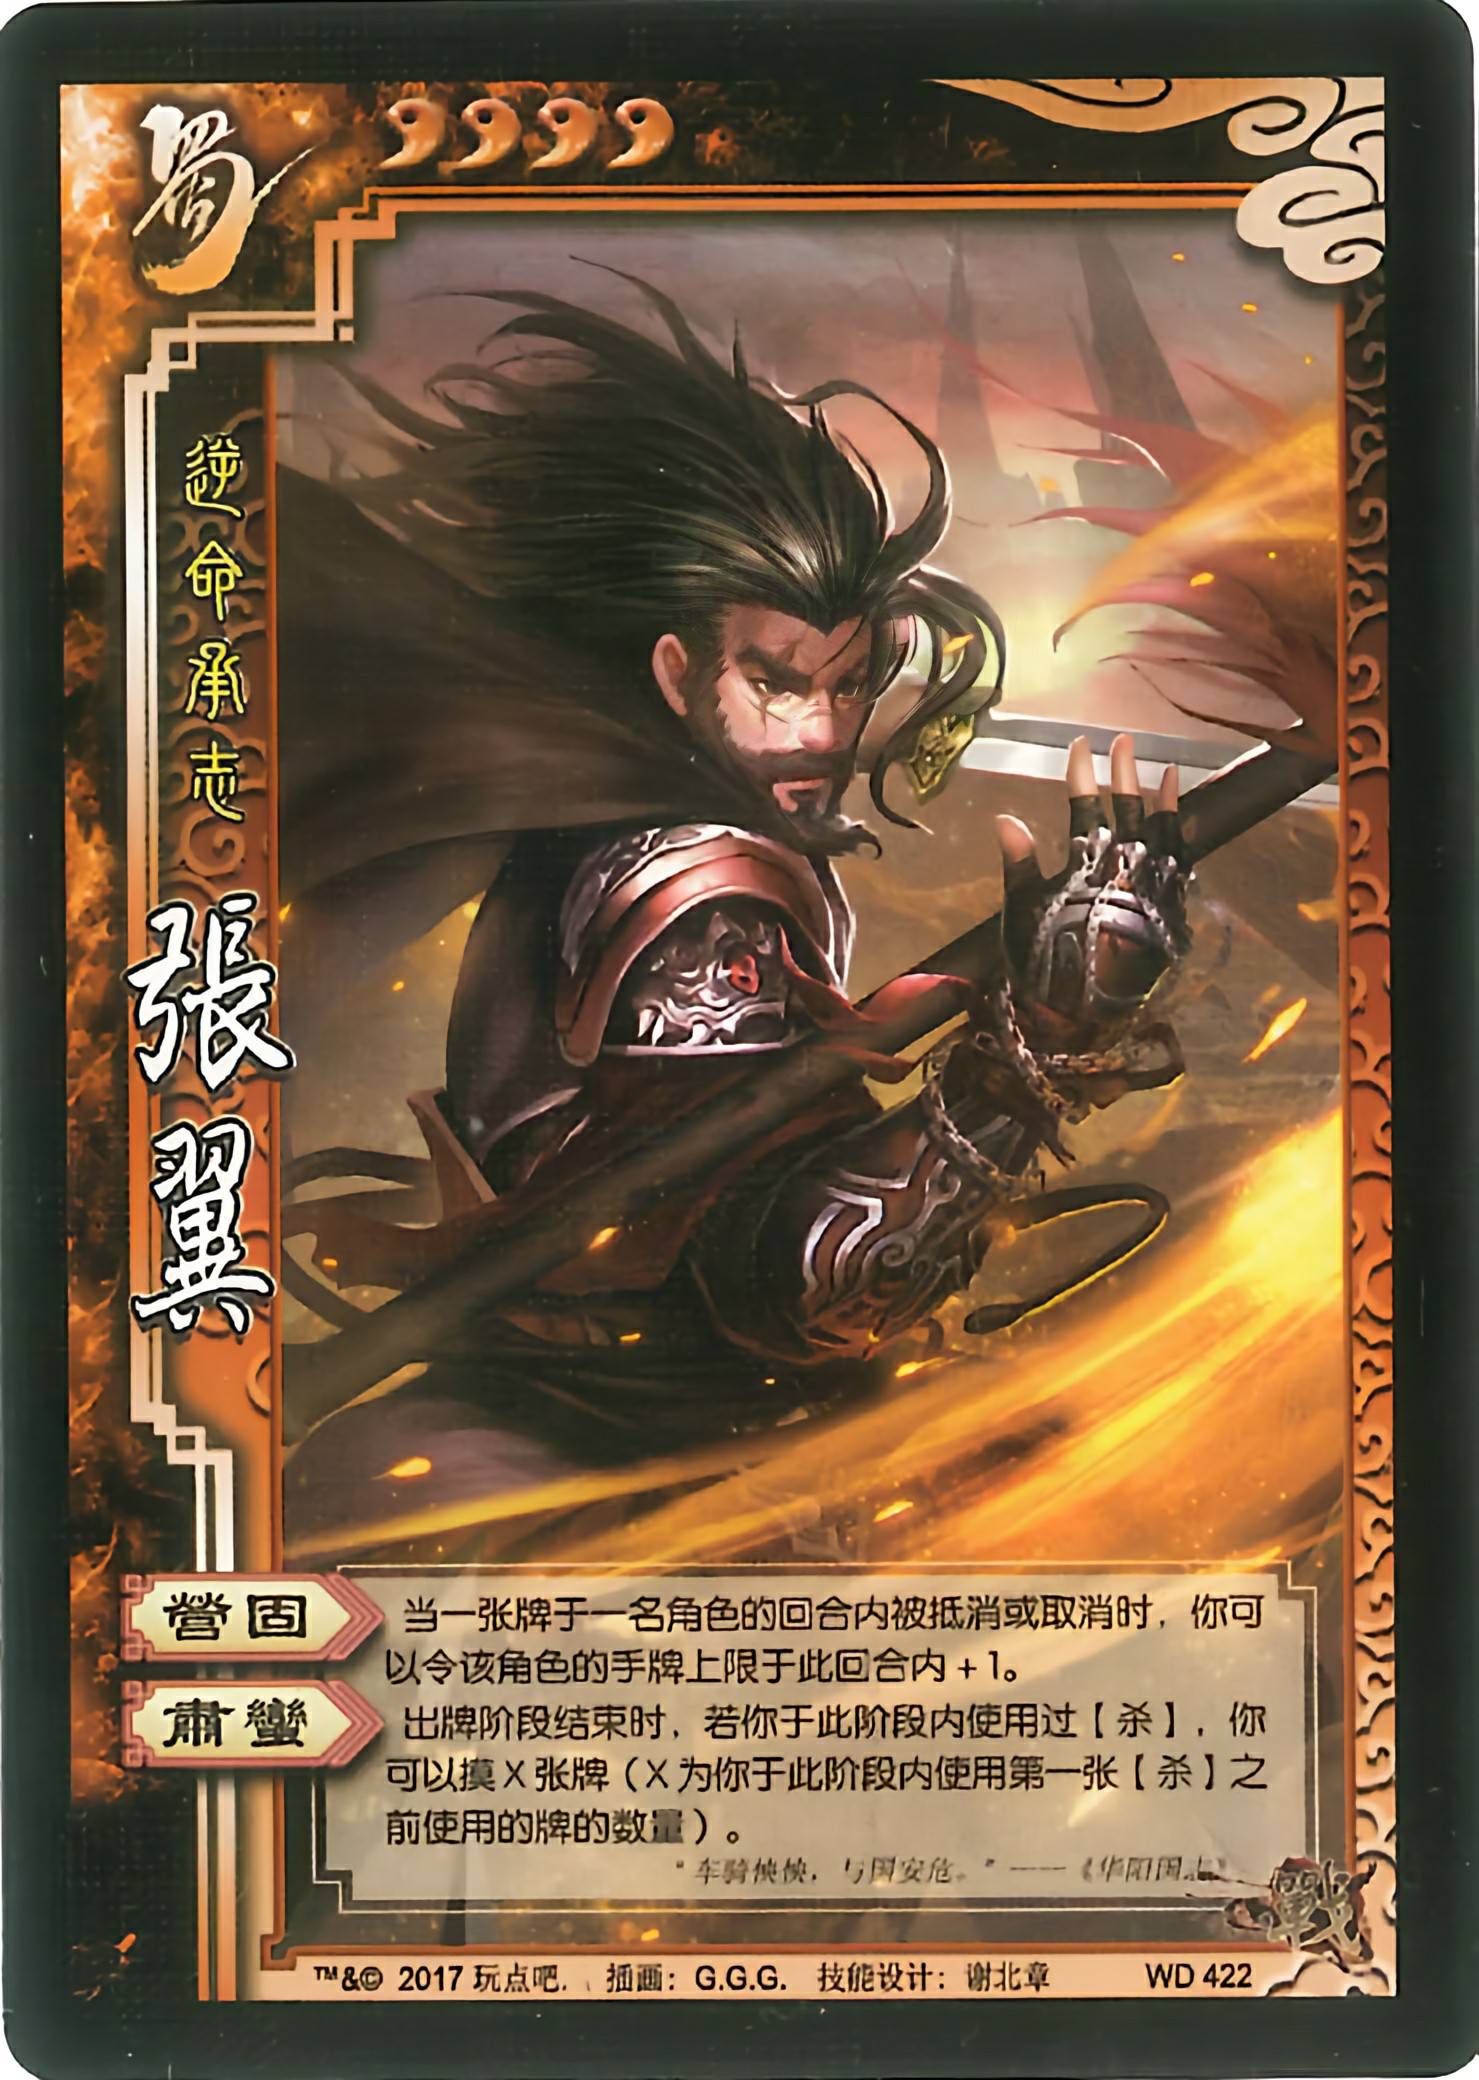 蜀
逆命承志
張翼
營固
当一张牌于一名角色的回合内被抵消或取消时，你可
以令该角色的手牌上限于此回合内+1。
肅蠻
出牌阶段结束时，若你于此阶段内使用过【杀】，你
可以摸X张牌（X为你于此阶段内使用第一张【杀】之
前使用的牌的数量）。
“车骑怏怏，与国安危。”——《华阳国志》
戰
™&© 2017 玩点吧. 插画：G.G.G. 技能设计：谢北章 WD 422